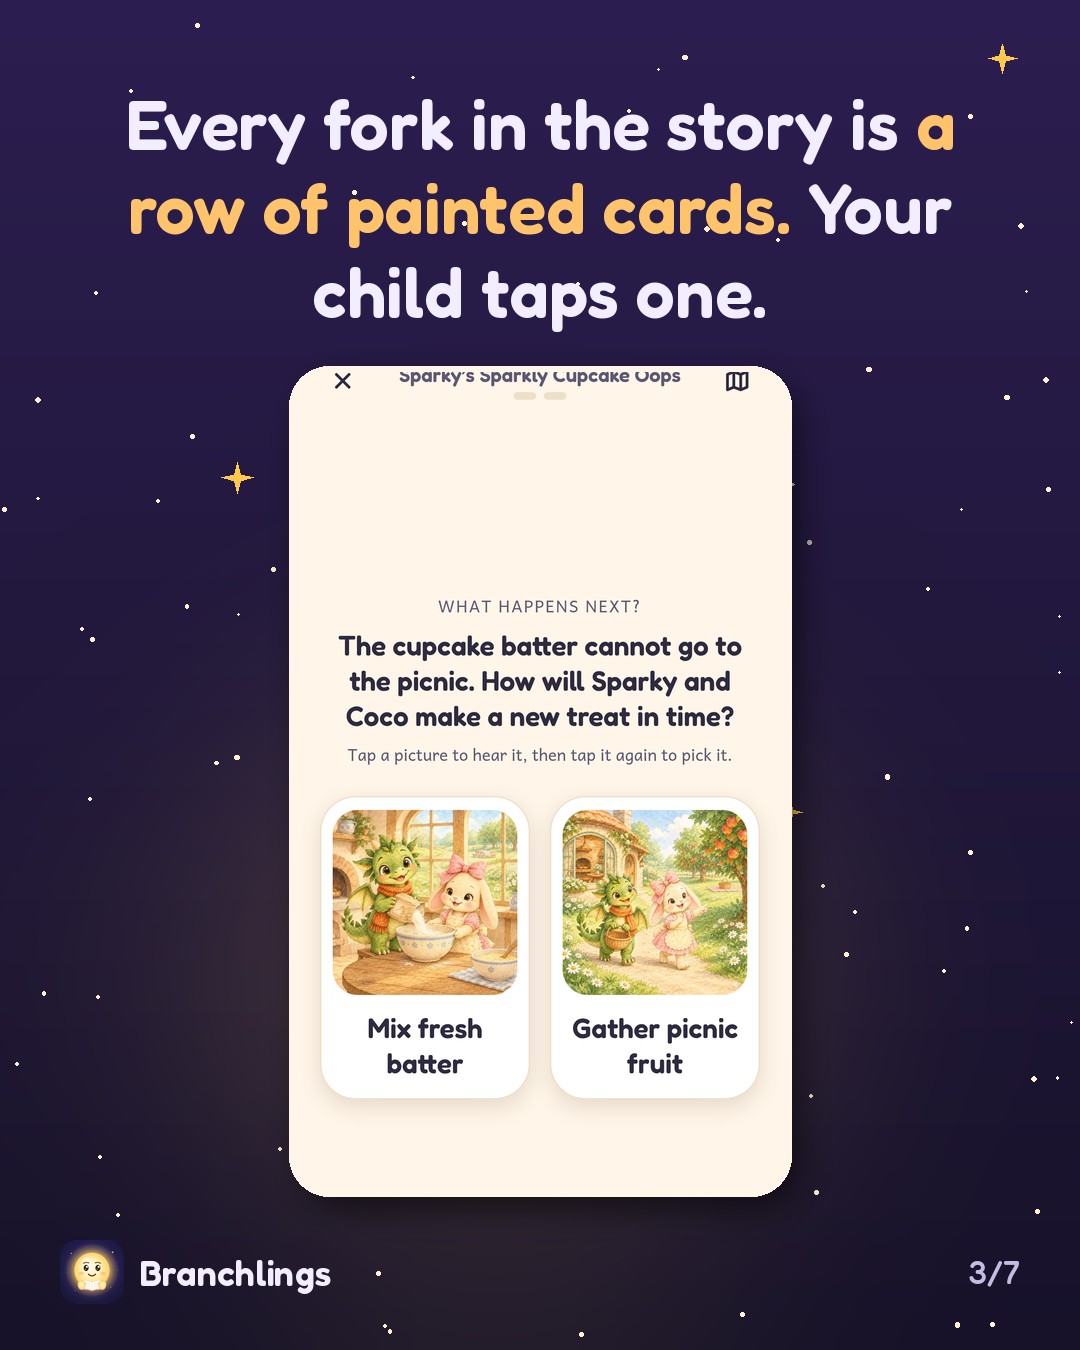 Every fork in the story is a
row of painted cards. Your
child taps one.
Sparky's Sparkly Cupcake Oops
WHAT HAPPENS NEXT?
The cupcake batter cannot go to
the picnic. How will Sparky and
Coco make a new treat in time?
Tap a picture to hear it, then tap it again to pick it.
Mix fresh
batter
Gather picnic
fruit
Branchlings
3/7